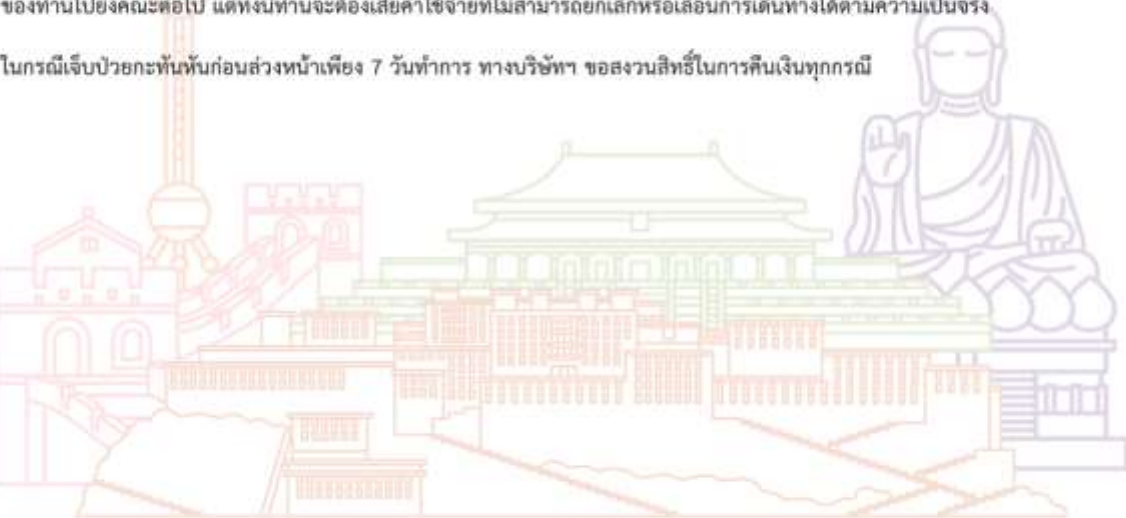 ของท่านไปยังคณะต่อไป แต่ทั้งนี้ท่านจะต้องเสียค่าใช้จ่ายที่ไม่สามารถยกเลิกหรือเลื่อนการเดินทางได้ตามความเป็นจริง
ในกรณีเจ็บป่วยกะทันหันก่อนล่วงหน้าเพียง 7 วันทำการ ทางบริษัทฯ ขอสงวนสิทธิ์ในการคืนเงินทุกกรณี